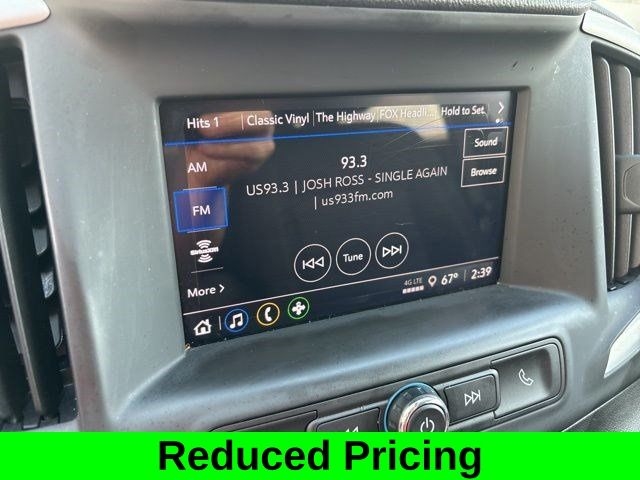 Hits 1 Classic Vinyl The Highway FOX Headli... Hold to Set
Sound
AM
93.3
US93.3 | JOSH ROSS - SINGLE AGAIN
Browse
FM
| us933fm.com
SIRIUSXM
Tune
More >
4G LTE
67° 2:39
Reduced Pricing